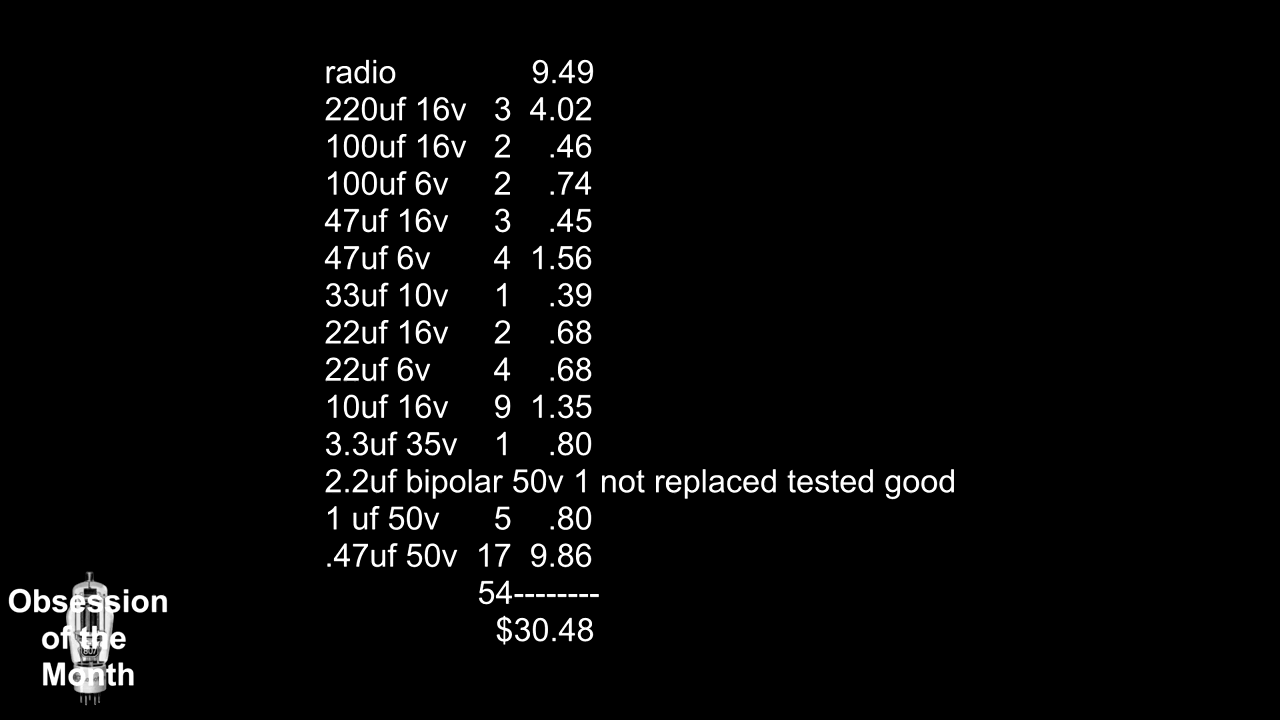 radio 9.49
220uf 16v 3 4.02
100uf 16v 2 .46
100uf 6v 2 .74
47uf 16v 3 .45
47uf 6v 4 1.56
33uf 10v 1 .39
22uf 16v 2 .68
22uf 6v 4 .68
10uf 16v 9 1.35
3.3uf 35v 1 .80
2.2uf bipolar 50v 1 not replaced tested good
1 uf 50v 5 .80
.47uf 50v 17 9.86
54--------
$30.48
Obsession
of the
Month
807